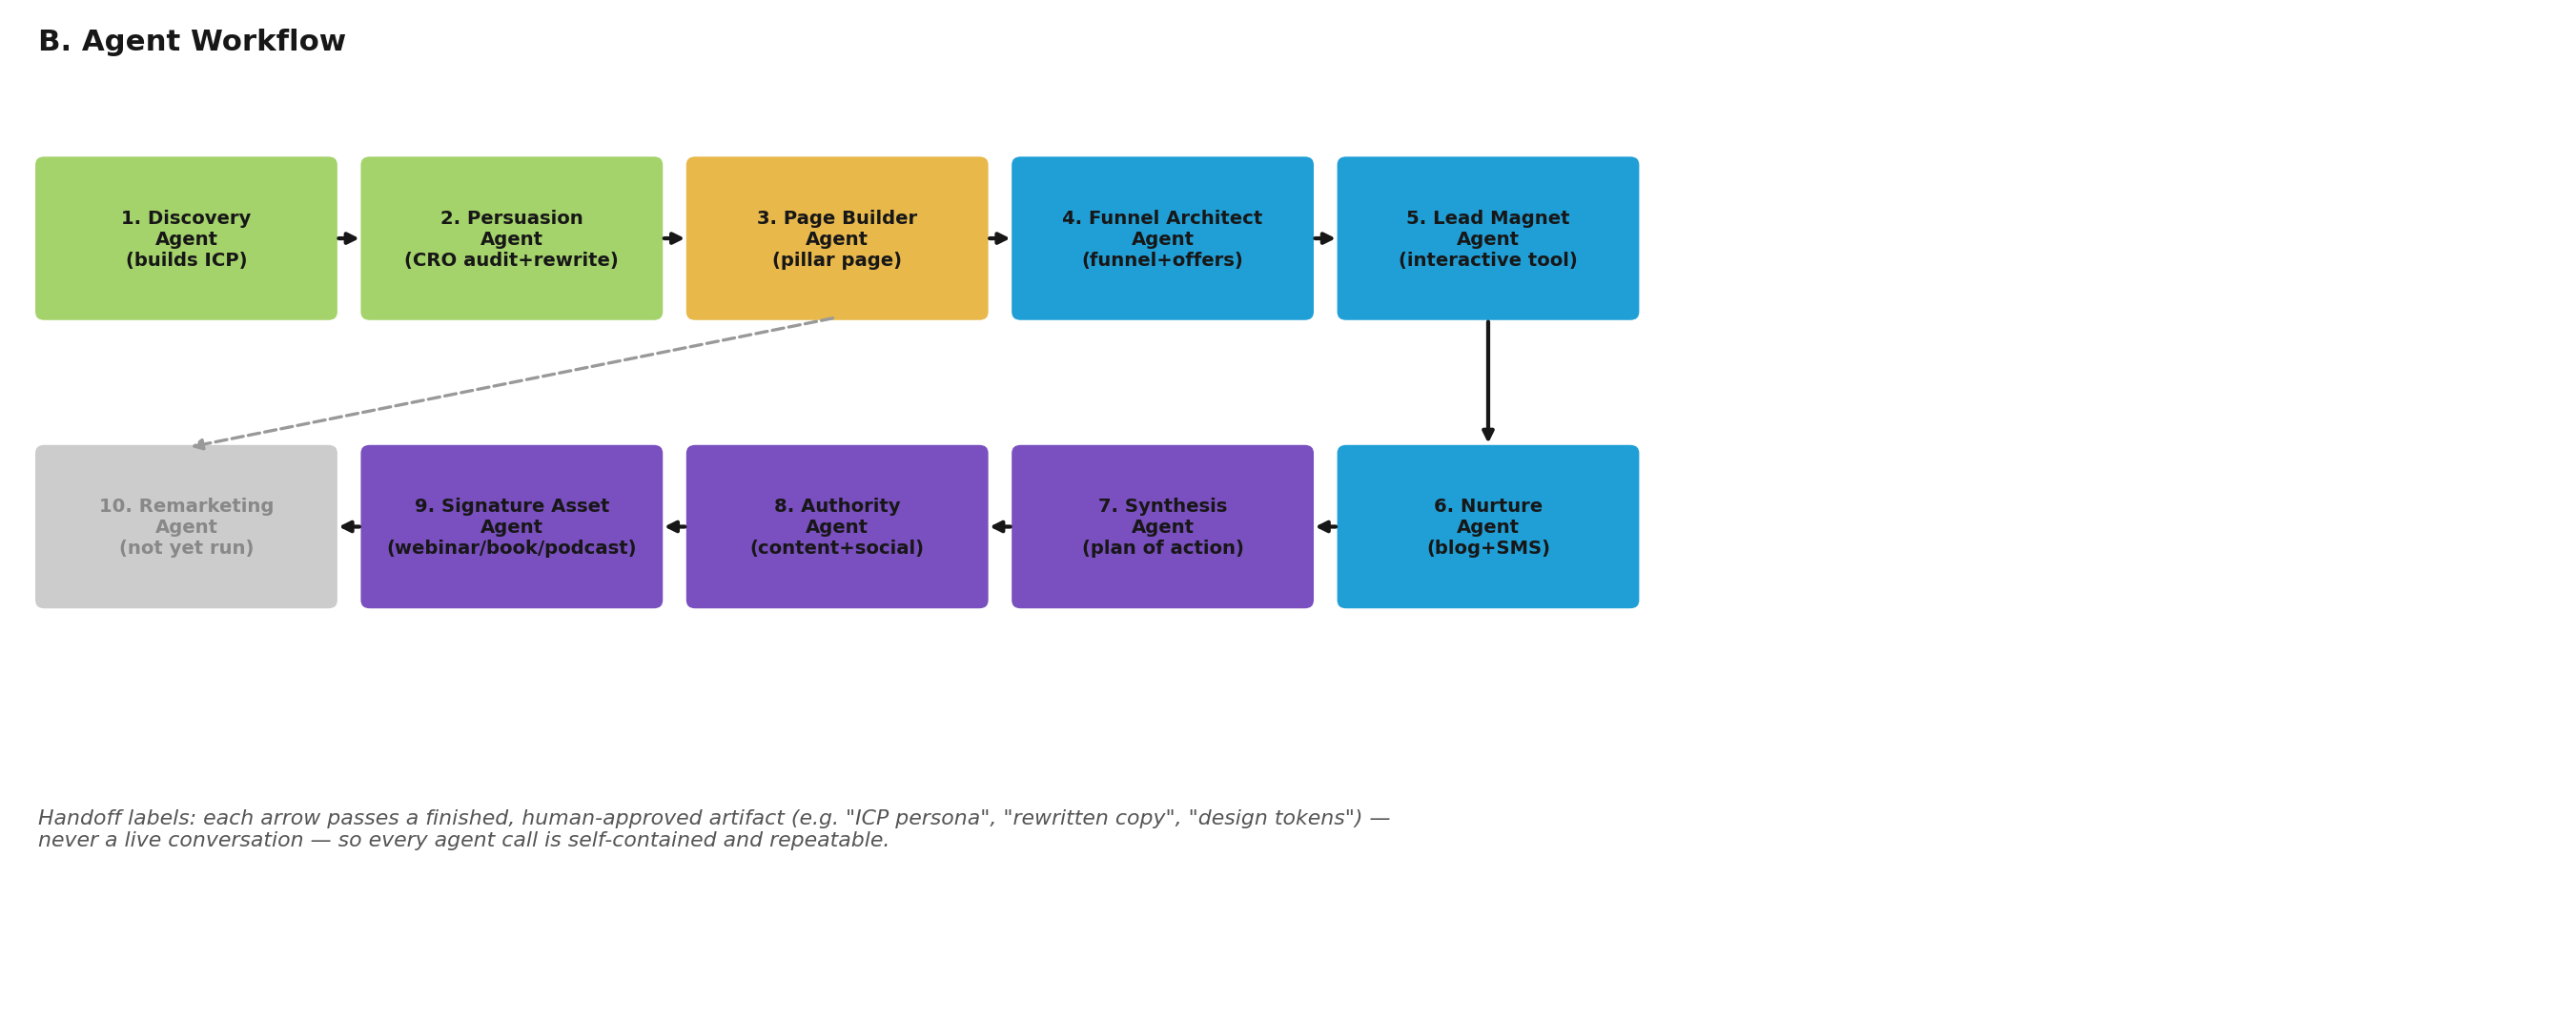 B. Agent Workflow
1. Discovery
Agent
(builds ICP)
2. Persuasion
Agent
(CRO audit+rewrite)
3. Page Builder
Agent
(pillar page)
4. Funnel Architect
Agent
(funnel+offers)
5. Lead Magnet
Agent
(interactive tool)
10. Remarketing
Agent
(not yet run)
9. Signature Asset
Agent
(webinar/book/podcast)
8. Authority
Agent
(content+social)
7. Synthesis
Agent
(plan of action)
6. Nurture
Agent
(blog+SMS)
Handoff labels: each arrow passes a finished, human-approved artifact (e.g. "ICP persona", "rewritten copy", "design tokens") —
never a live conversation — so every agent call is self-contained and repeatable.